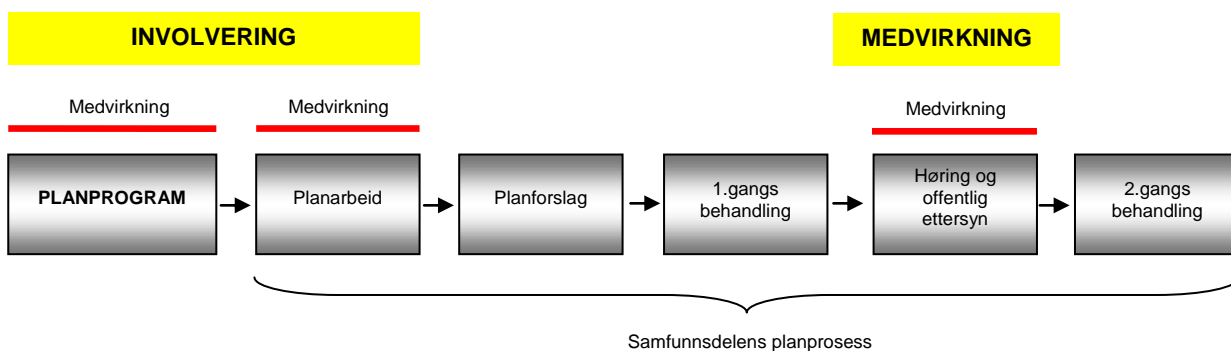 INVOLVERING
MEDVIRKNING
Medvirkning
Medvirkning
Medvirkning
PLANPROGRAM
Planarbeid
Planforslag
1.gangs
behandling
Høring og
offentlig
ettersyn
2.gangs
behandling
Samfunnsdelens planprosess